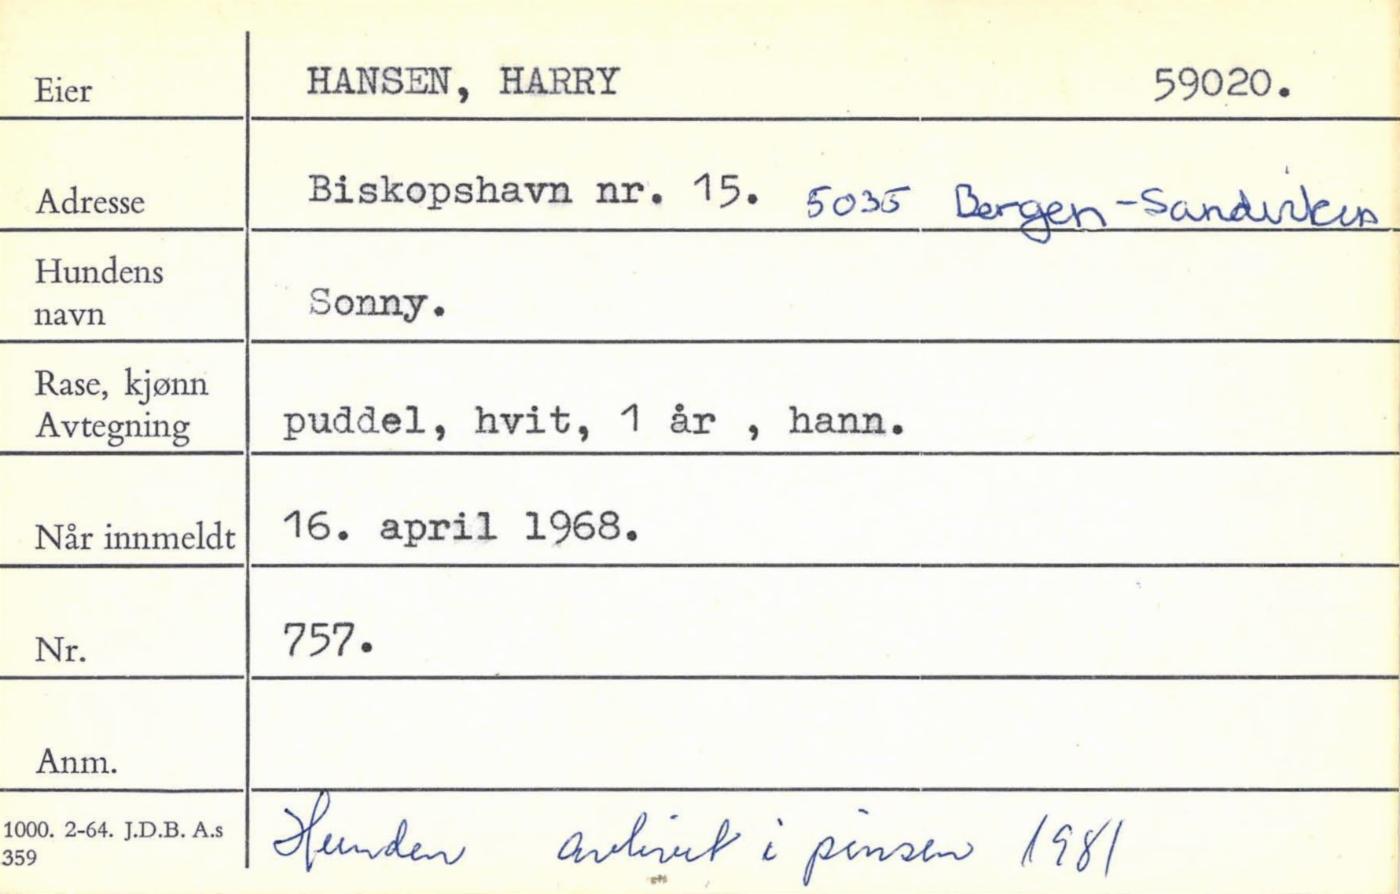 Eier HANSEN, HARRY 59020.
Adresse Biskopshavn nr. 15. 5035 Bergen-Sandviken
Hundens
navn Sonny.
Rase, kjønn
Avtegning puddel, hvit, 1 år , hann.
Når innmeldt 16. april 1968.
Nr. 757.
Anm.
1000. 2-64. J.D.B. A.s
359
Hunden avlivet i pinsen 1981